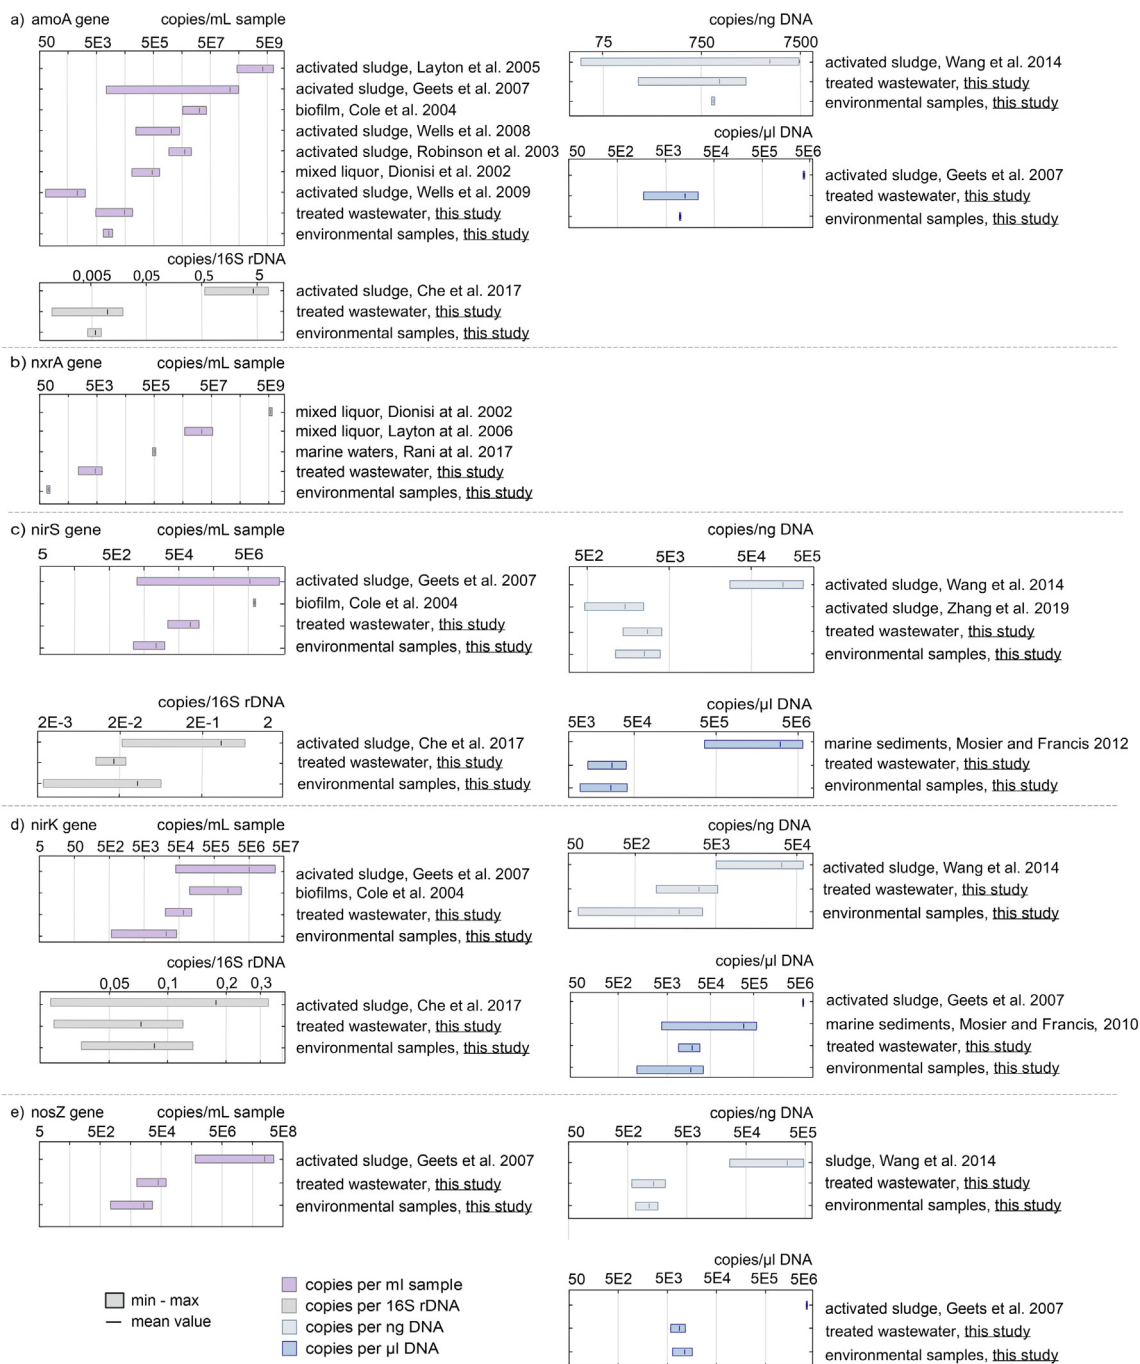 a) amoA gene copies/mL sample
50 5E3 5E5 5E7 5E9
activated sludge, Layton et al. 2005
acivated sludge, Geets et al. 2007
biofilm, Cole et al. 2004
activated sludge, Wells et al. 2008
activated sludge, Robinson et al. 2003
mixed liquor, Dionisi et al. 2002
activated sludge, Wells et al. 2009
treated wastewater, this study
environmental samples, this study
copies/ng DNA
75 750 7500
activated sludge, Wang et al. 2014
treated wastewater, this study
environmental samples, this study
copies/µl DNA
50 5E2 5E3 5E4 5E5 5E6
activated sludge, Geets et al. 2007
treated wastewater, this study
environmental samples, this study
copies/16S rDNA
0,005 0,05 0,5 5
activated sludge, Che et al. 2017
treated wastewater, this study
environmental samples, this study
b) nxrA gene copies/mL sample
50 5E3 5E5 5E7 5E9
mixed liquor, Dionisi at al. 2002
mixed liquor, Layton at al. 2006
marine waters, Rani at al. 2017
treated wastewater, this study
environmental samples, this study
c) nirS gene copies/mL sample
5 5E2 5E4 5E6
activated sludge, Geets et al. 2007
biofilm, Cole et al. 2004
treated wastewater, this study
environmental samples, this study
copies/ng DNA
5E2 5E3 5E4 5E5
activated sludge, Wang et al. 2014
activated sludge, Zhang et al. 2019
treated wastewater, this study
environmental samples, this study
copies/16S rDNA
2E-3 2E-2 2E-1 2
activated sludge, Che et al. 2017
treated wastewater, this study
environmental samples, this study
copies/µl DNA
5E3 5E4 5E5 5E6
marine sediments, Mosier and Francis 2012
treated wastewater, this study
environmental samples, this study
d) nirK gene copies/mL sample
5 50 5E2 5E3 5E4 5E5 5E6 5E7
activated sludge, Geets et al. 2007
biofilms, Cole et al. 2004
treated wastewater, this study
environmental samples, this study
copies/ng DNA
50 5E2 5E3 5E4
activated sludge, Wang et al. 2014
treated wastewater, this study
environmental samples, this study
copies/16S rDNA
0,05 0,1 0,2 0,3
activated sludge, Che et al. 2017
treated wastewater, this study
environmental samples, this study
copies/µl DNA
50 5E2 5E3 5E4 5E5 5E6
activated sludge, Geets et al. 2007
marine sediments, Mosier and Francis, 2010
treated wastewater, this study
environmental samples, this study
e) nosZ gene copies/mL sample
5 5E2 5E4 5E6 5E8
activated sludge, Geets et al. 2007
treated wastewater, this study
environmental samples, this study
copies/ng DNA
50 5E2 5E3 5E4 5E5
sludge, Wang et al. 2014
treated wastewater, this study
environmental samples, this study
copies/µl DNA
50 5E2 5E3 5E4 5E5 5E6
activated sludge, Geets et al. 2007
treated wastewater, this study
environmental samples, this study
min - max
mean value
copies per ml sample
copies per 16S rDNA
copies per ng DNA
copies per µl DNA